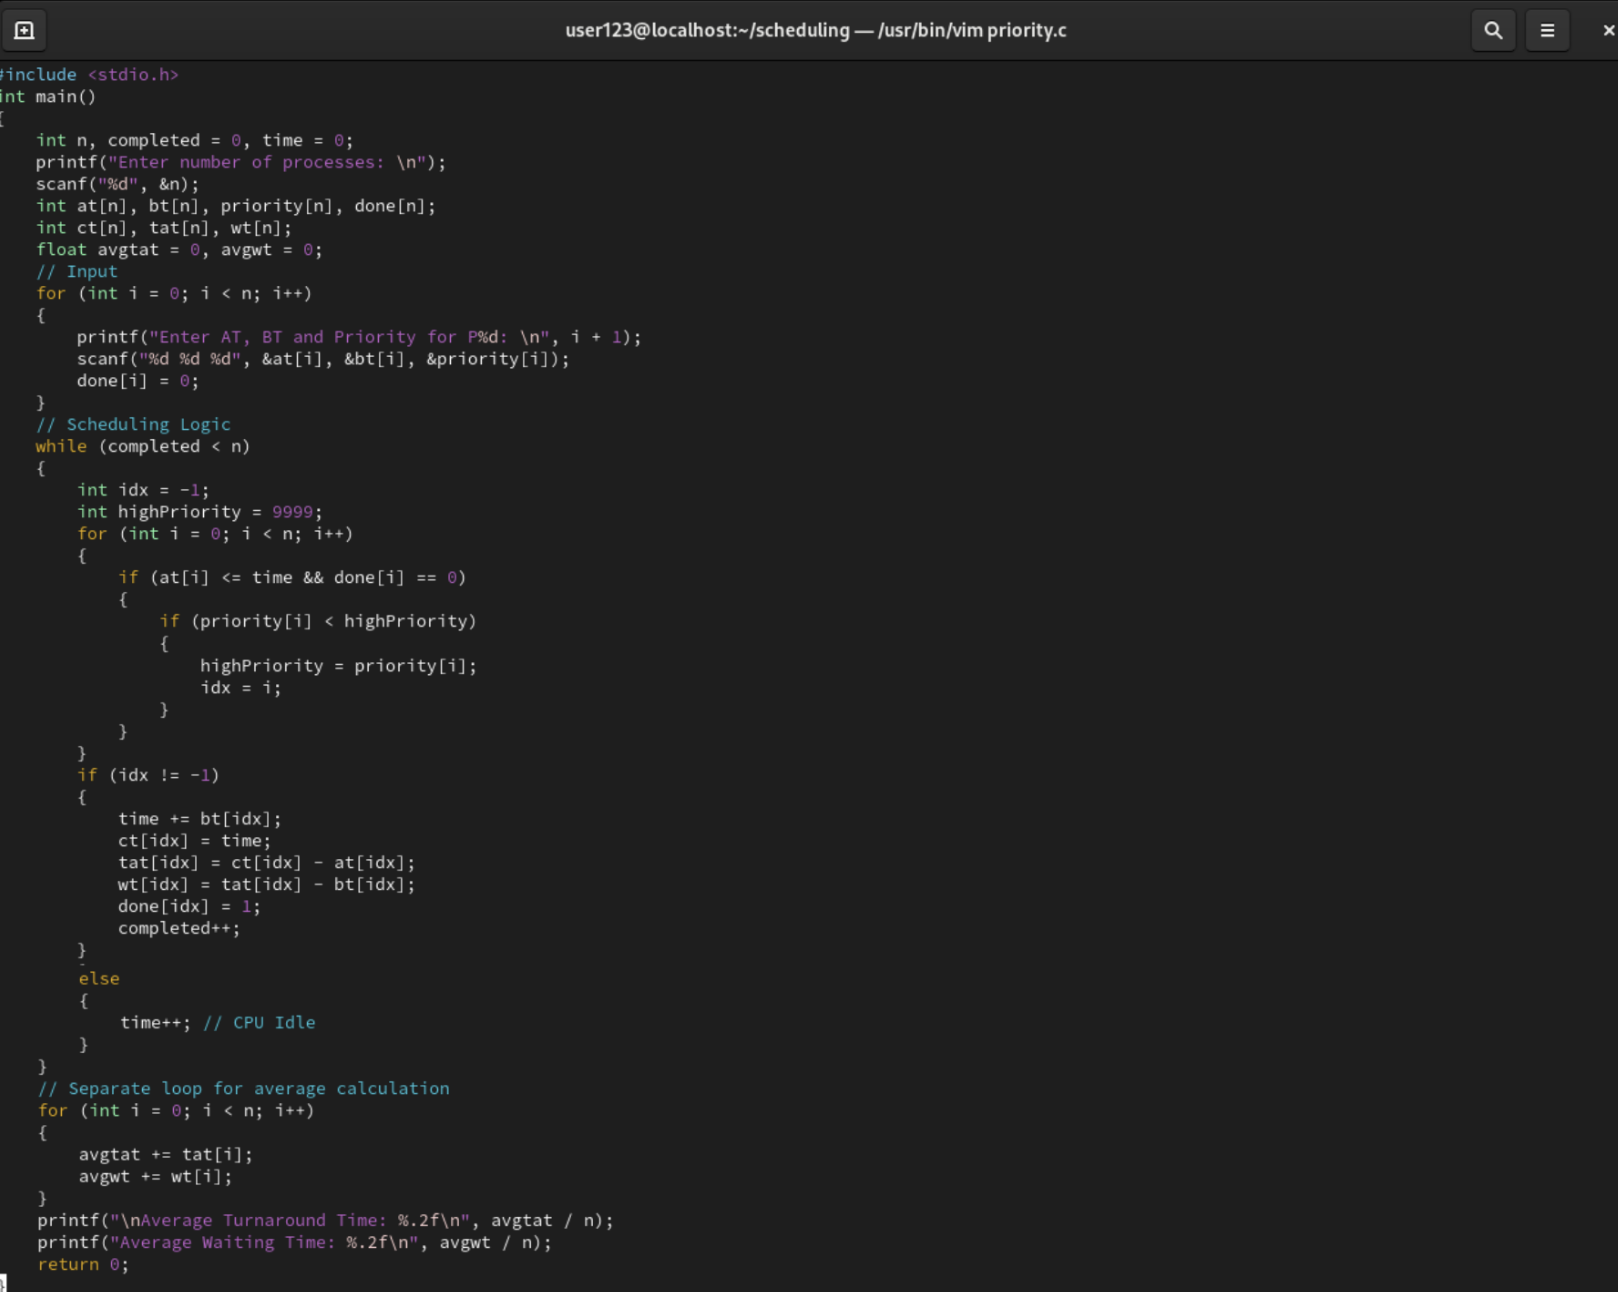 user123@localhost:~/scheduling — /usr/bin/vim priority.c
#include <stdio.h>
int main()
{
    int n, completed = 0, time = 0;
    printf("Enter number of processes: \n");
    scanf("%d", &n);
    int at[n], bt[n], priority[n], done[n];
    int ct[n], tat[n], wt[n];
    float avgtat = 0, avgwt = 0;
    // Input
    for (int i = 0; i < n; i++)
    {
        printf("Enter AT, BT and Priority for P%d: \n", i + 1);
        scanf("%d %d %d", &at[i], &bt[i], &priority[i]);
        done[i] = 0;
    }
    // Scheduling Logic
    while (completed < n)
    {
        int idx = -1;
        int highPriority = 9999;
        for (int i = 0; i < n; i++)
        {
            if (at[i] <= time && done[i] == 0)
            {
                if (priority[i] < highPriority)
                {
                    highPriority = priority[i];
                    idx = i;
                }
            }
        }
        if (idx != -1)
        {
            time += bt[idx];
            ct[idx] = time;
            tat[idx] = ct[idx] - at[idx];
            wt[idx] = tat[idx] - bt[idx];
            done[idx] = 1;
            completed++;
        }
        else
        {
            time++; // CPU Idle
        }
    }
    // Separate loop for average calculation
    for (int i = 0; i < n; i++)
    {
        avgtat += tat[i];
        avgwt += wt[i];
    }
    printf("\nAverage Turnaround Time: %.2f\n", avgtat / n);
    printf("Average Waiting Time: %.2f\n", avgwt / n);
    return 0;
}